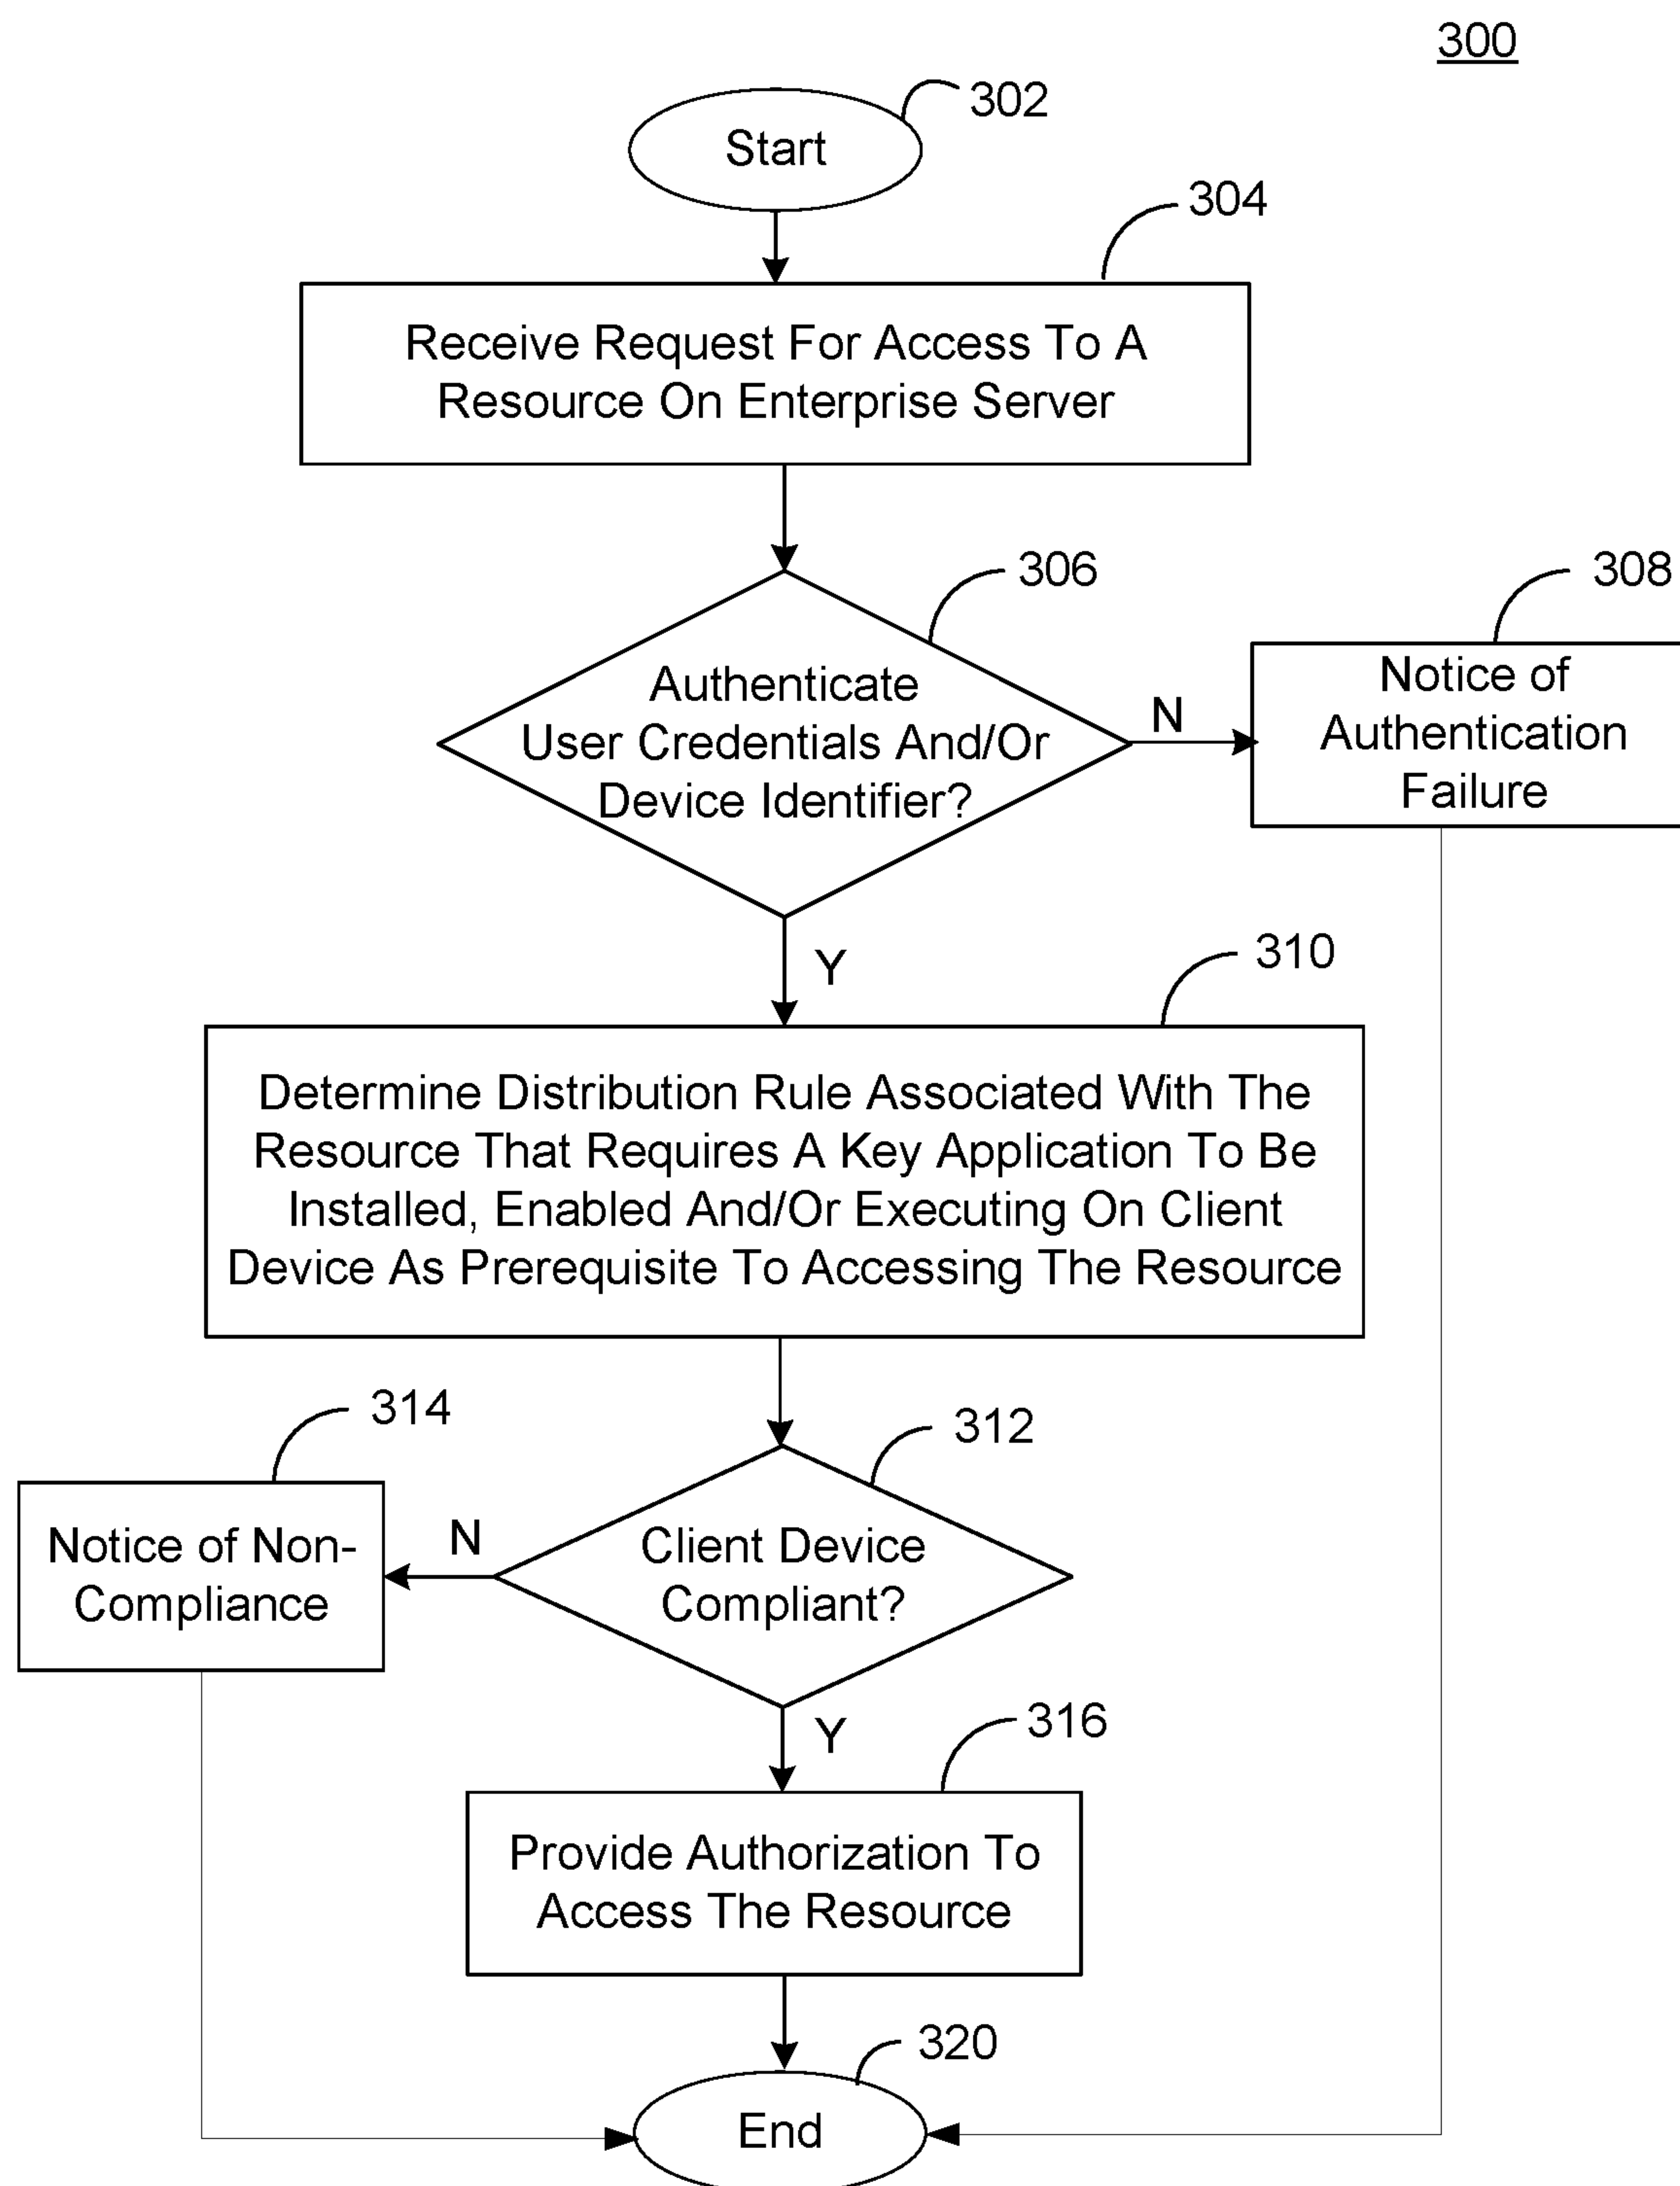 300
302
Start
304
Receive Request For Access To A
Resource On Enterprise Server
306
308
Authenticate
User Credentials And/Or
Device Identifier?
N
Notice of
Authentication
Failure
Y
310
Determine Distribution Rule Associated With The
Resource That Requires A Key Application To Be
Installed, Enabled And/Or Executing On Client
Device As Prerequisite To Accessing The Resource
314
312
Notice of Non-
Compliance
N
Client Device
Compliant?
Y
316
Provide Authorization To
Access The Resource
320
End